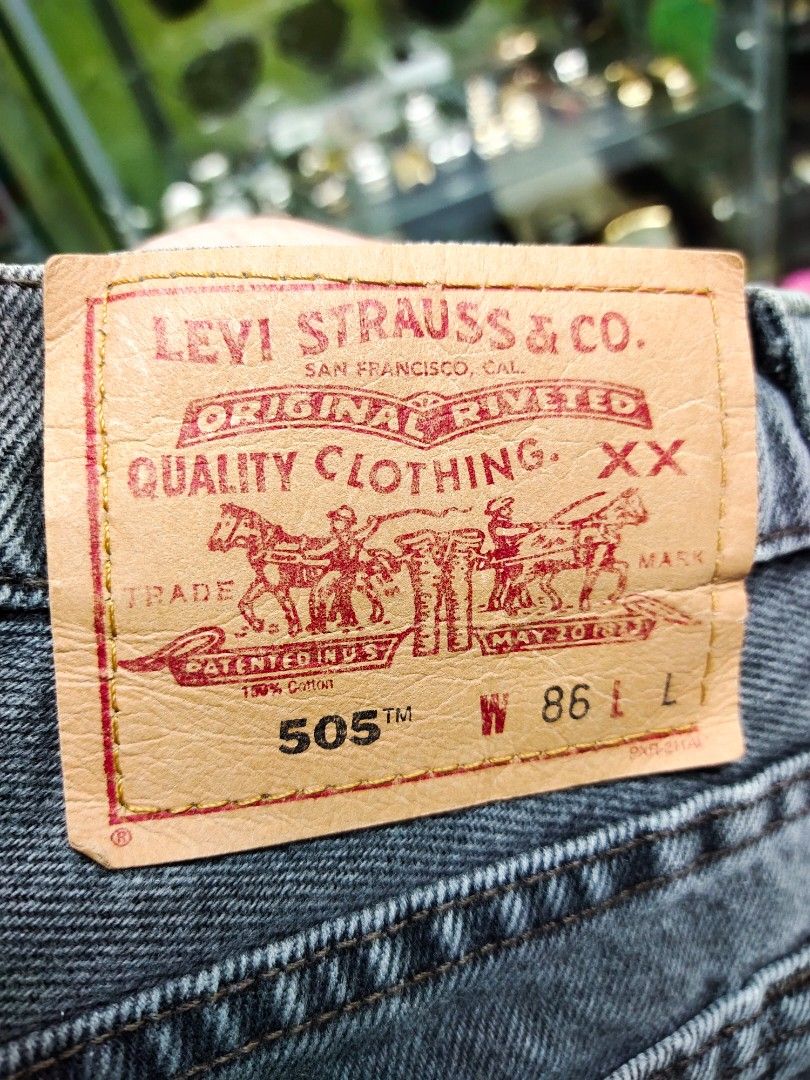 LEVI STRAUSS & CO.
SAN FRANCISCO, CAL.
ORIGINAL RIVETED
QUALITY CLOTHING. XX
TRADE MARK
PATENTED IN U.S. MAY 20 1873
100% Cotton
505™ W 86 L L
®